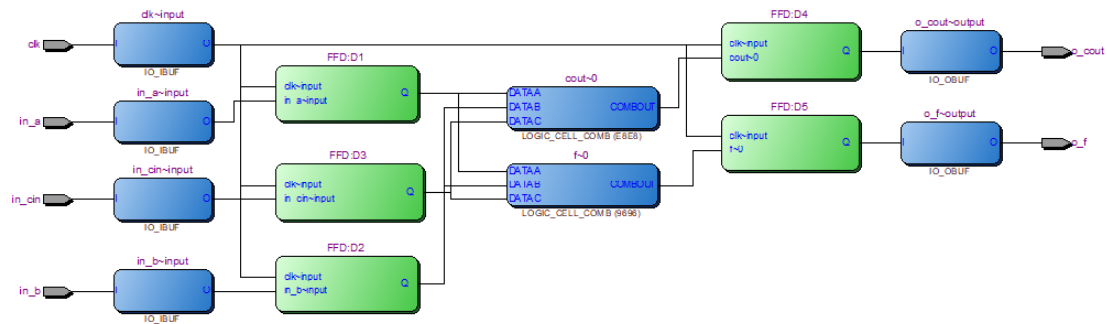 clk~input
clk
I
O
IO_IBUF
in_a~input
in_a
I
O
IO_IBUF
in_cin~input
in_cin
I
O
IO_IBUF
in_b~input
in_b
I
O
IO_IBUF
FFD:D1
clk~input
in_a~input
Q
FFD:D3
clk~input
in_cin~input
Q
FFD:D2
clk~input
in_b~input
Q
cout~0
DATAA
DATAB
DATAC
COMBOUT
LOGIC_CELL_COMB (E8E8)
f~0
DATAA
DATAB
DATAC
COMBOUT
LOGIC_CELL_COMB (9696)
FFD:D4
clk~input
cout~0
Q
FFD:D5
clk~input
f~0
Q
o_cout~output
I
O
IO_OBUF
o_cout
o_f~output
I
O
IO_OBUF
o_f